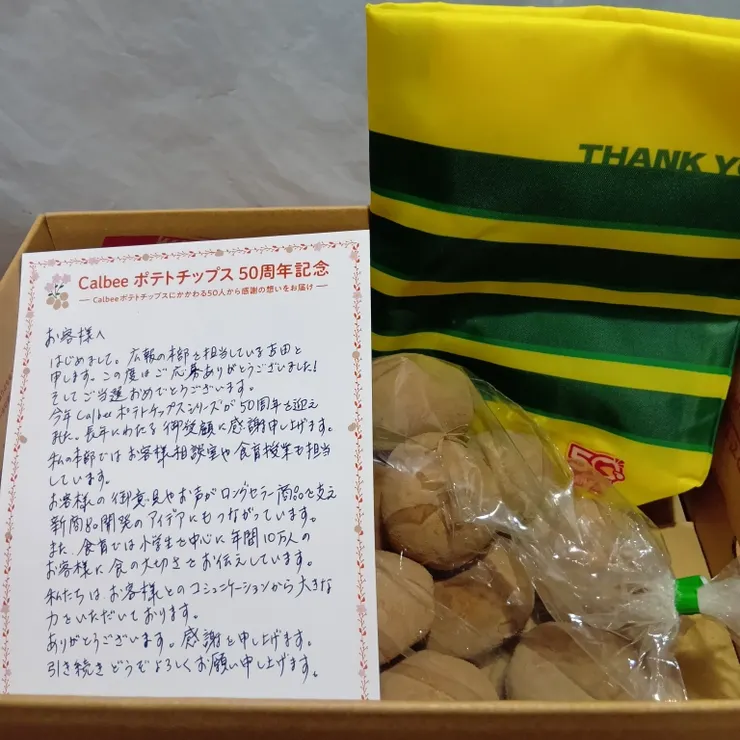 Calbee ポテトチップス 50周年記念
Calbeeポテトチップスにかかわる50人から感謝の想いをお届け
お客様へ
はじめまして。広報の本部を担当している吉田と
申します。この度はご応募ありがとうございました!
そしてご当選おめでとうございます。
今年Calbeeポテトチップスシリーズが50周年を迎え
ました。長年にわたる御愛顧に感謝申し上げます。
私の本部ではお客様相談室や食育授業も担当
しています。
お客様の御意見やお声がロングセラー商品を支え
新商品開発のアイデアにもつながっています。
また、食育では小学生を中心に年間10万人の
お客様に食の大切さをお伝えしています。
私たちはお客様とのコミュニケーションから大きな
力をいただいております。
ありがとうございます。感謝を申し上げます。
引き続きどうぞよろしくお願い申し上げます。
THANK YO
50